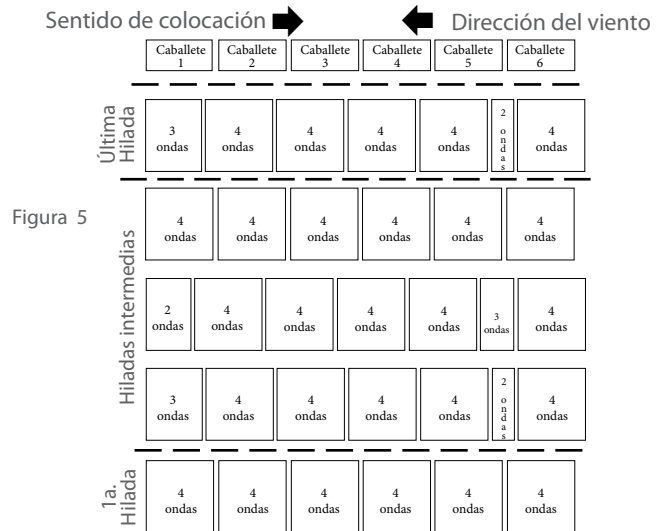 Sentido de colocación
Dirección del viento
Caballete 1
Caballete 2
Caballete 3
Caballete 4
Caballete 5
Caballete 6
Última Hilada
3 ondas
4 ondas
4 ondas
4 ondas
4 ondas
2 ondas
4 ondas
Figura 5
Hiladas intermedias
4 ondas
4 ondas
4 ondas
4 ondas
4 ondas
4 ondas
2 ondas
4 ondas
4 ondas
4 ondas
4 ondas
3 ondas
4 ondas
3 ondas
4 ondas
4 ondas
4 ondas
4 ondas
2 ondas
4 ondas
1a. Hilada
4 ondas
4 ondas
4 ondas
4 ondas
4 ondas
4 ondas